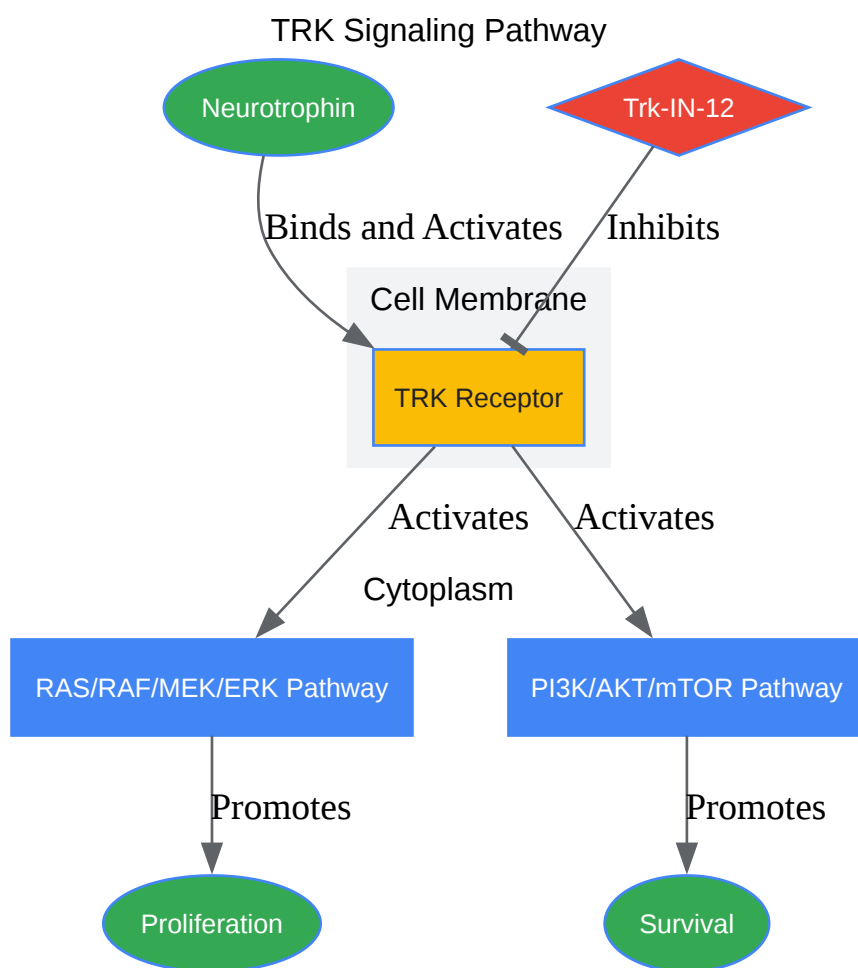 TRK Signaling Pathway
Neurotrophin
Trk-IN-12
Binds and Activates
Inhibits
Cell Membrane
TRK Receptor
Activates
Activates
Cytoplasm
RAS/RAF/MEK/ERK Pathway
PI3K/AKT/mTOR Pathway
Promotes
Promotes
Proliferation
Survival